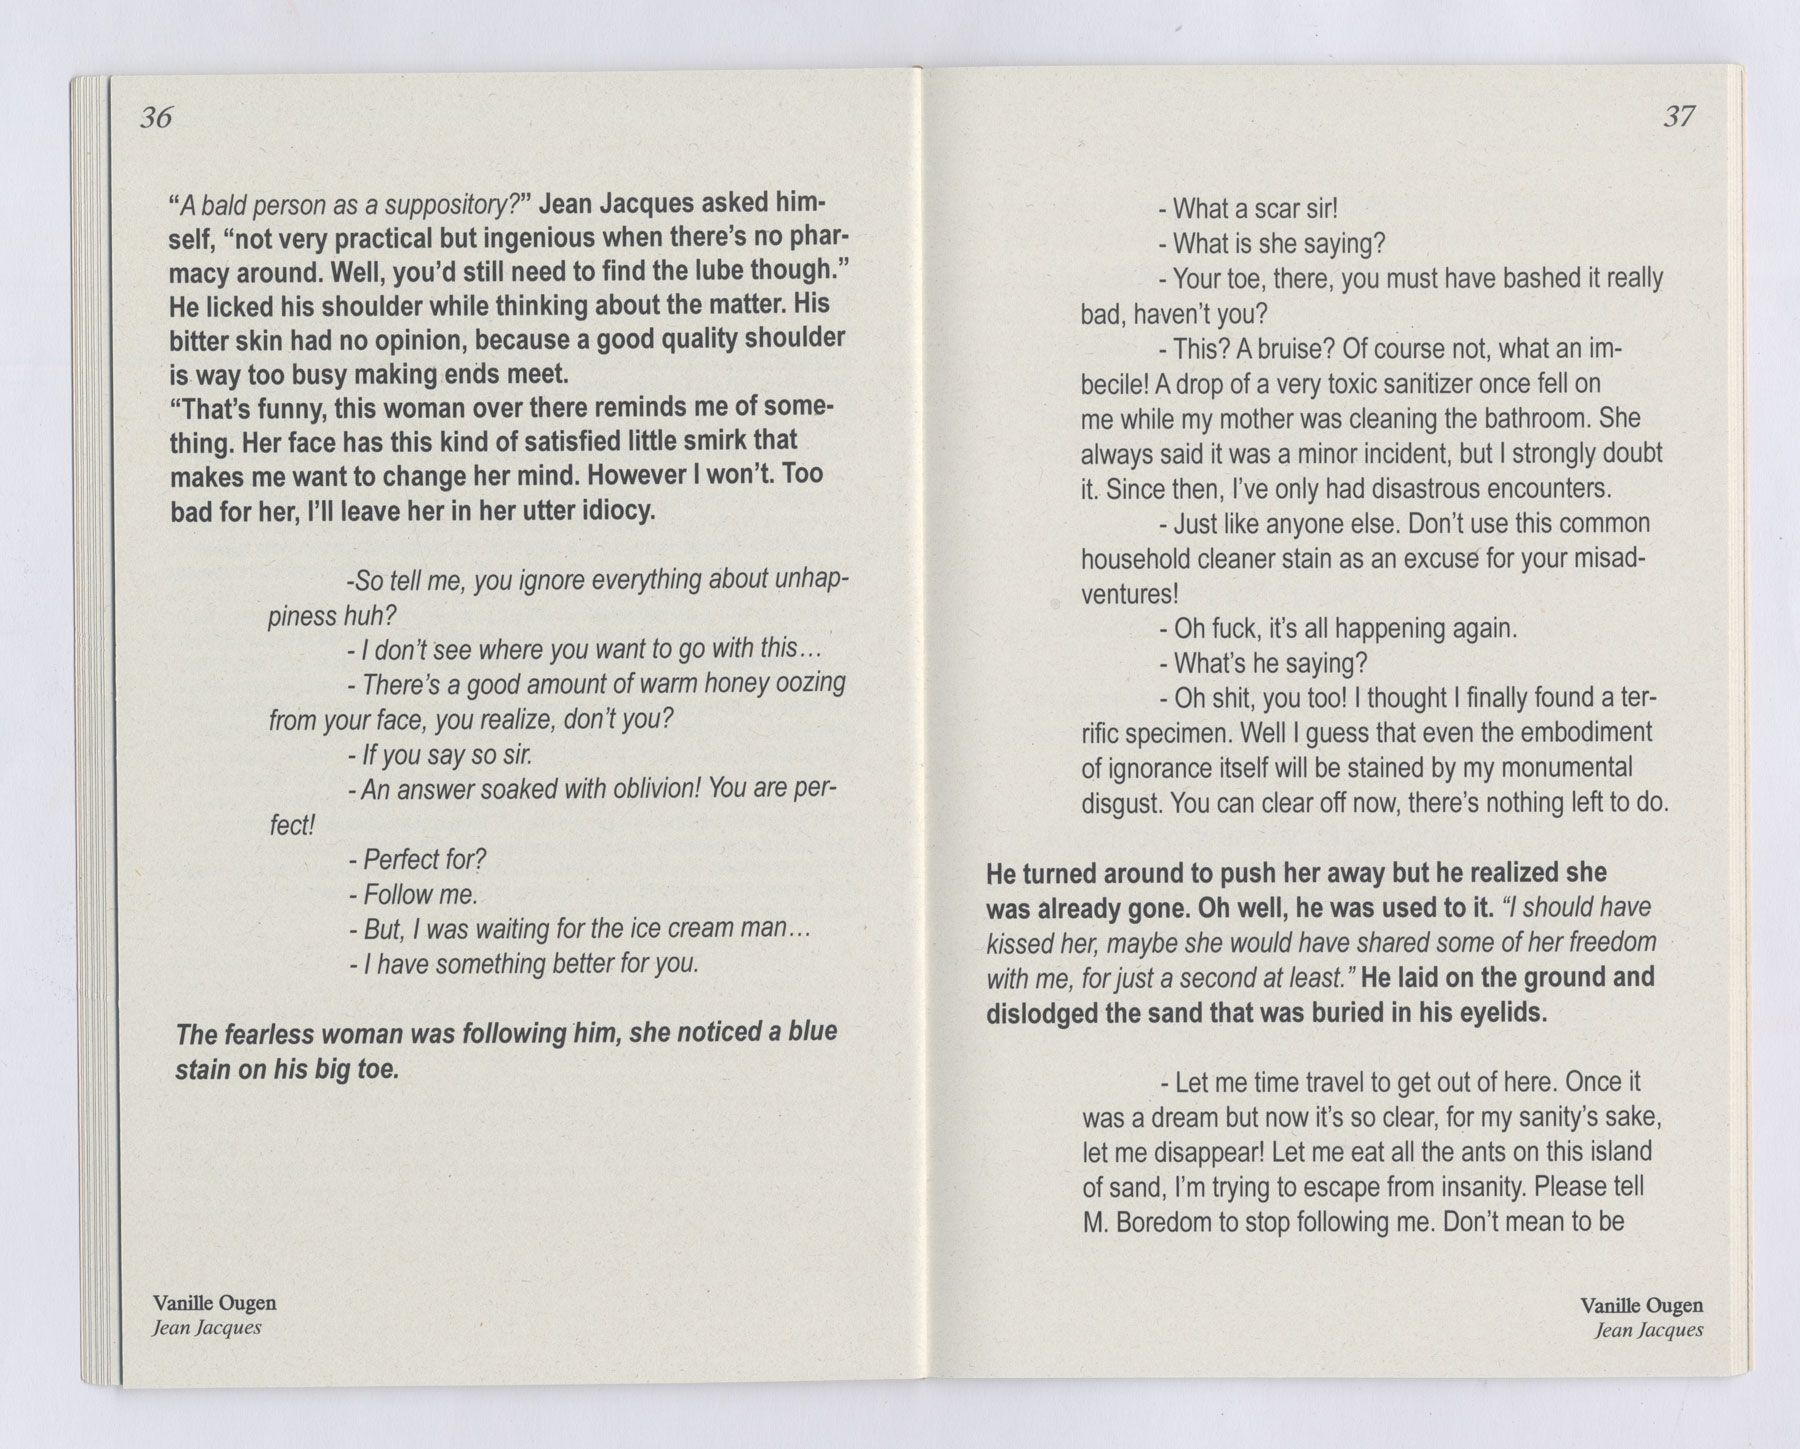 36
“A bald person as a suppository?” Jean Jacques asked him-
self, “not very practical but ingenious when there’s no phar-
macy around. Well, you’d still need to find the lube though.”
He licked his shoulder while thinking about the matter. His
bitter skin had no opinion, because a good quality shoulder
is way too busy making ends meet.
“That’s funny, this woman over there reminds me of some-
thing. Her face has this kind of satisfied little smirk that
makes me want to change her mind. However I won’t. Too
bad for her, I’ll leave her in her utter idiocy.
-So tell me, you ignore everything about unhap-
piness huh?
- I don’t see where you want to go with this…
- There’s a good amount of warm honey oozing
from your face, you realize, don’t you?
- If you say so sir.
- An answer soaked with oblivion! You are per-
fect!
- Perfect for?
- Follow me.
- But, I was waiting for the ice cream man…
- I have something better for you.
The fearless woman was following him, she noticed a blue
stain on his big toe.
Vanille Ougen
Jean Jacques
37
- What a scar sir!
- What is she saying?
- Your toe, there, you must have bashed it really
bad, haven’t you?
- This? A bruise? Of course not, what an im-
becile! A drop of a very toxic sanitizer once fell on
me while my mother was cleaning the bathroom. She
always said it was a minor incident, but I strongly doubt
it. Since then, I’ve only had disastrous encounters.
- Just like anyone else. Don’t use this common
household cleaner stain as an excuse for your misad-
ventures!
- Oh fuck, it’s all happening again.
- What’s he saying?
- Oh shit, you too! I thought I finally found a ter-
rific specimen. Well I guess that even the embodiment
of ignorance itself will be stained by my monumental
disgust. You can clear off now, there’s nothing left to do.
He turned around to push her away but he realized she
was already gone. Oh well, he was used to it. “I should have
kissed her, maybe she would have shared some of her freedom
with me, for just a second at least.” He laid on the ground and
dislodged the sand that was buried in his eyelids.
- Let me time travel to get out of here. Once it
was a dream but now it’s so clear, for my sanity’s sake,
let me disappear! Let me eat all the ants on this island
of sand, I’m trying to escape from insanity. Please tell
M. Boredom to stop following me. Don’t mean to be
Vanille Ougen
Jean Jacques